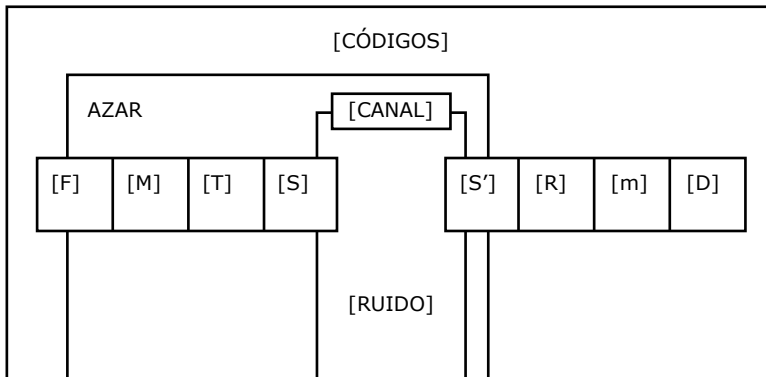 [CÓDIGOS]
AZAR [CANAL]
[F] [M] [T] [S] [S’] [R] [m] [D]
[RUIDO]